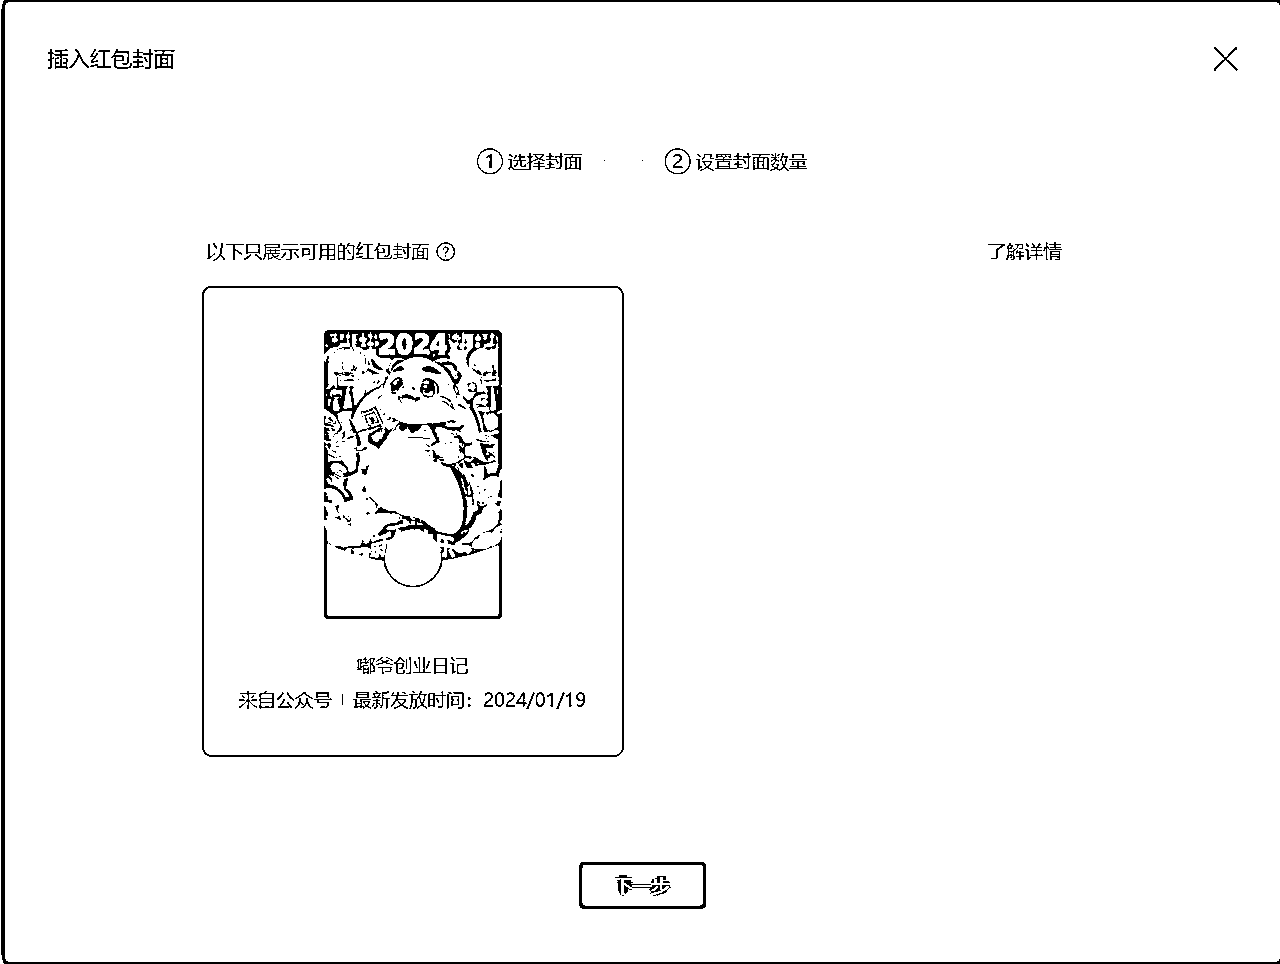 插入红包封面
① 选择封面 ② 设置封面数量
以下只展示可用的红包封面 ?
了解详情
2024
嘟爷创业日记
来自公众号 | 最新发放时间：2024/01/19
下一步